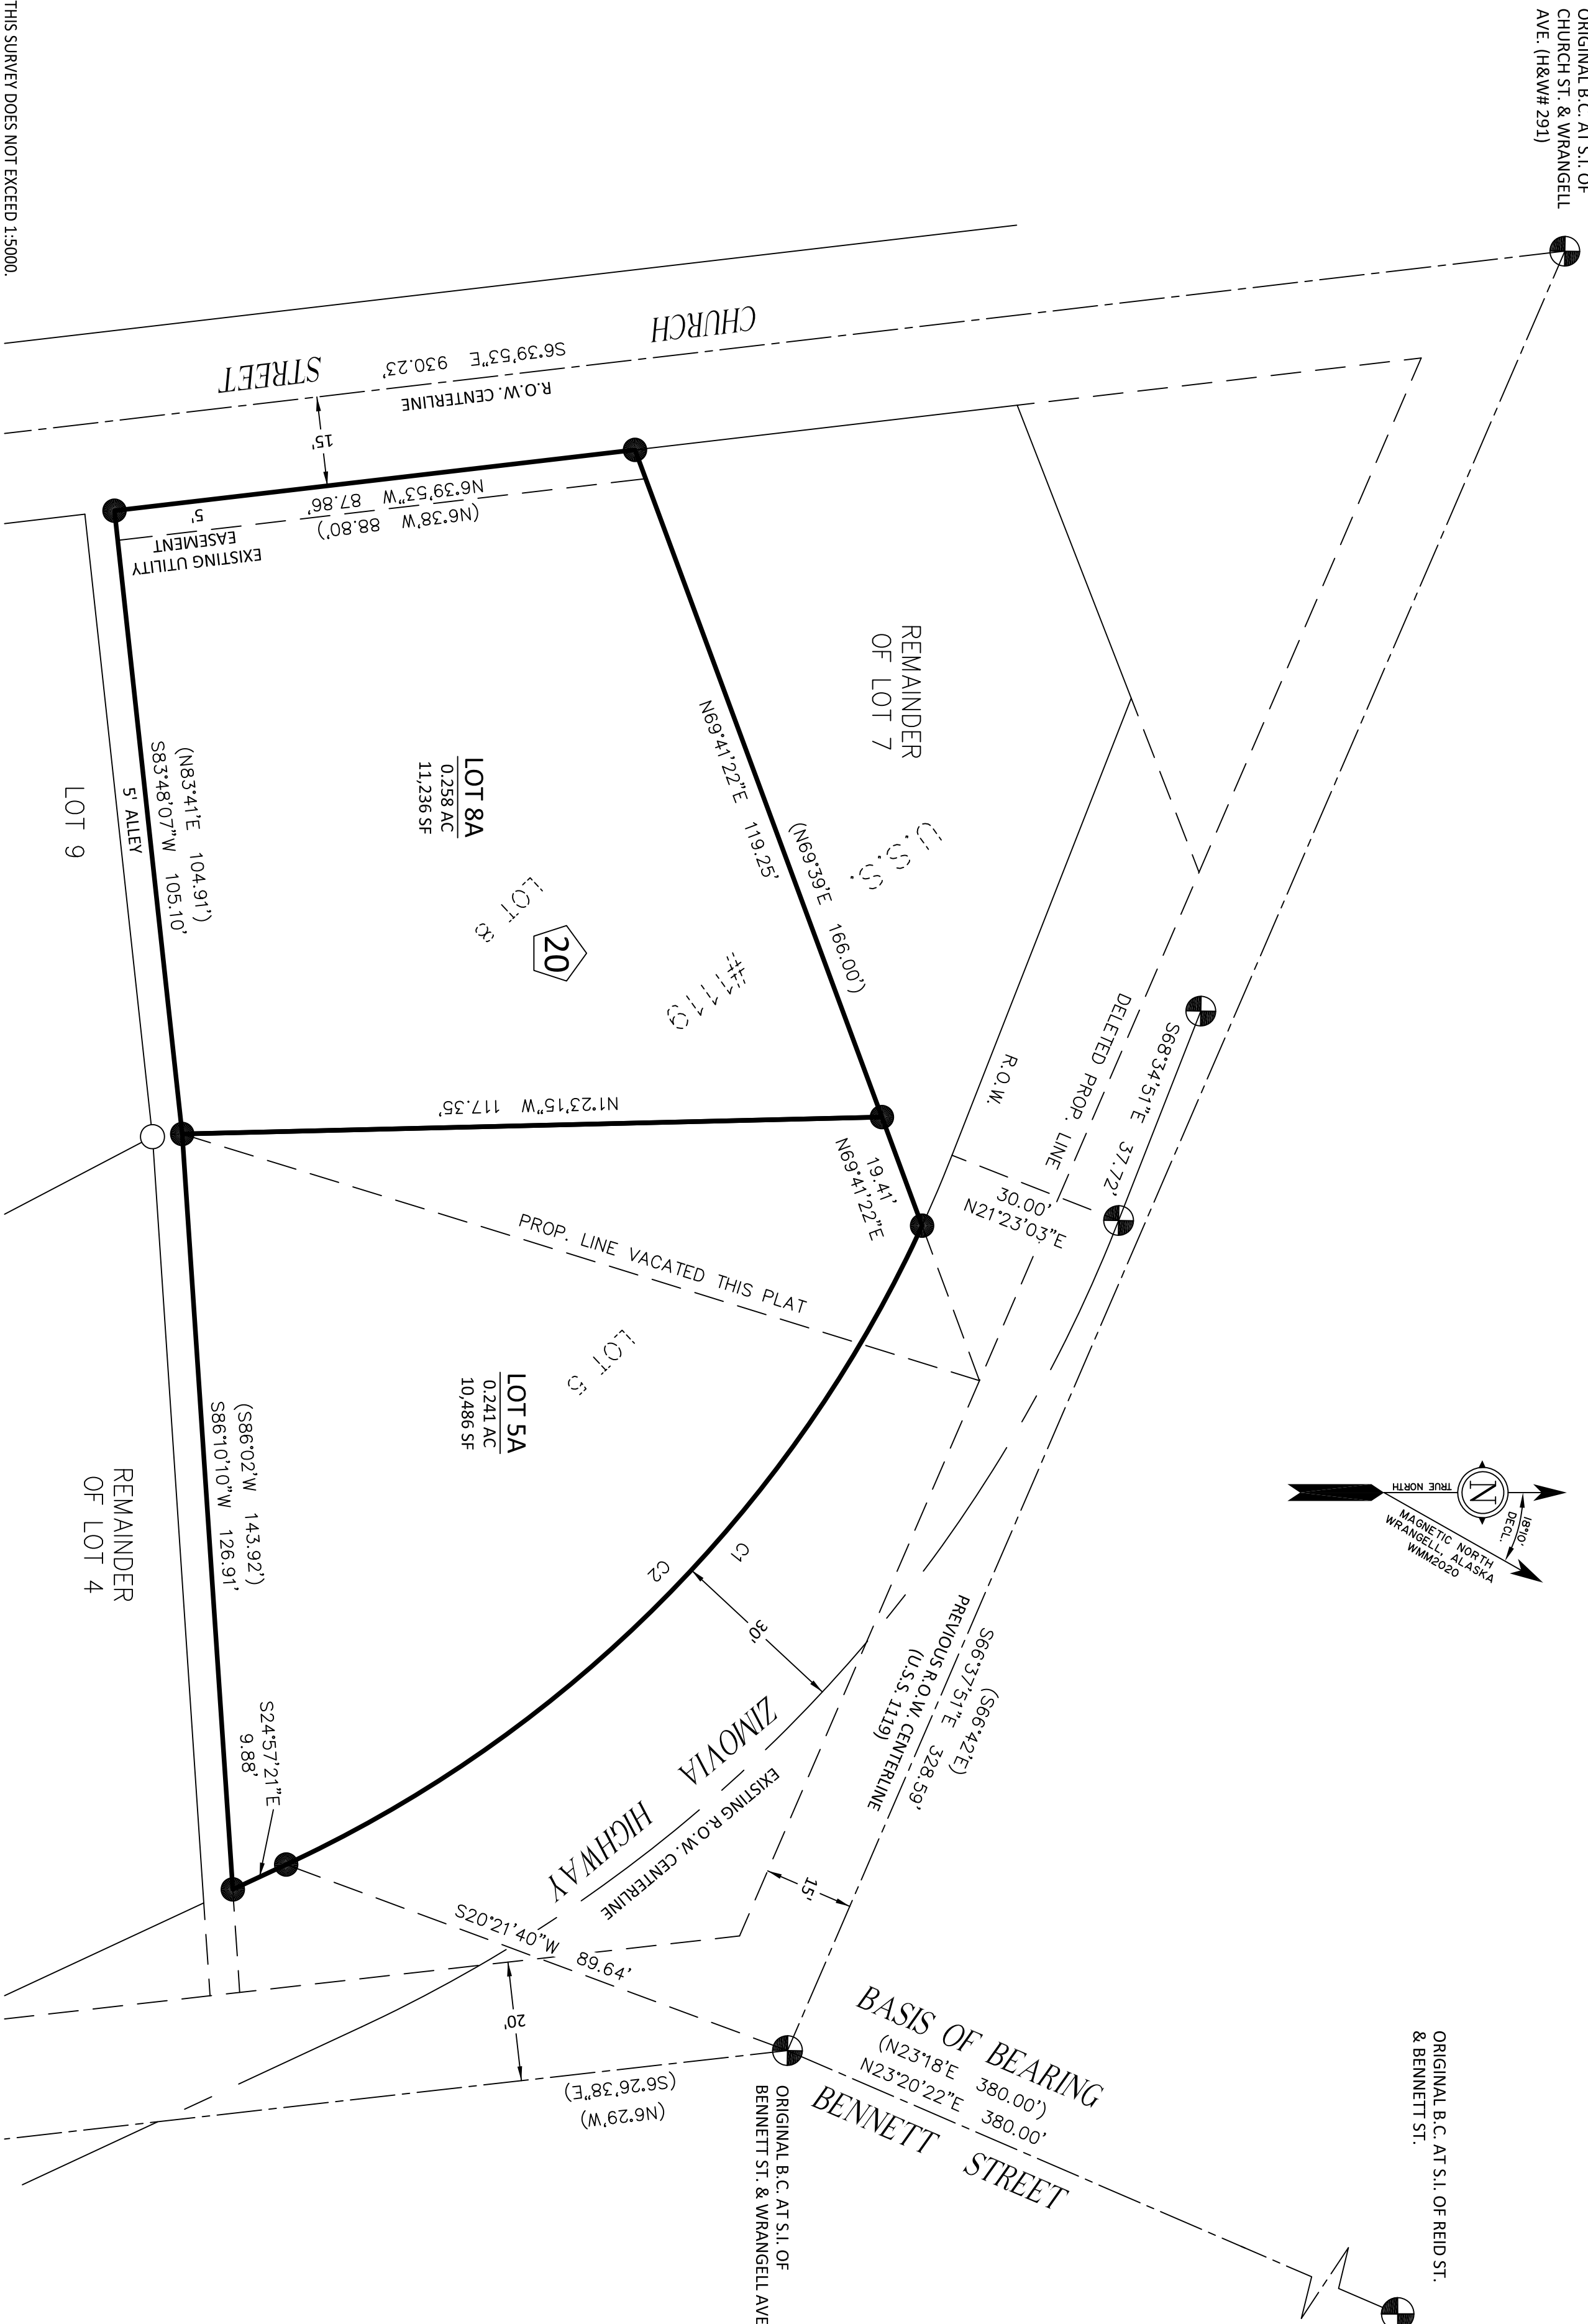 ORIGINAL B.C. AT S.I. OF
CHURCH ST. & WRANGELL
AVE. (H&W# 291)
ORIGINAL B.C. AT S.I. OF REID ST.
& BENNETT ST.
18°10'
DECL.
N
TRUE NORTH
MAGNETIC NORTH
WRANGELL, ALASKA
WMM2020
CHURCH
STREET
S6°39'53"E 930.23'
R.O.W. CENTERLINE
15'
N6°39'53"W 87.86'
(N6°38'W 88.80')
5'
EXISTING UTILITY
EASEMENT
REMAINDER
OF LOT 7
U.S.S.
#1119
(N69°39'E 166.00')
N69°41'22"E 119.25'
LOT 8A
0.258 AC
11,236 SF
LOT 8
20
(N83°41'E 104.91')
S83°48'07"W 105.10'
5' ALLEY
LOT 9
N1°23'15"W 117.35'
19.41'
N69°41'22"E
R.O.W.
DELETED PROP. LINE
S68°34'51"E 37.72'
30.00'
N21°23'03"E
PROP. LINE VACATED THIS PLAT
LOT 5
LOT 5A
0.241 AC
10,486 SF
(S86°02'W 143.92')
S86°10'10"W 126.91'
REMAINDER
OF LOT 4
S24°57'21"E
9.88'
C1
C2
30'
(S66°42'E)
S66°37'51"E 328.59'
PREVIOUS R.O.W. CENTERLINE
(U.S.S. 1119)
ZIMOVIA HIGHWAY
EXISTING R.O.W. CENTERLINE
15'
S20°21'40"W 89.64'
20'
(S6°26'38"E)
(N6°29'W)
BASIS OF BEARING
(N23°18'E 380.00')
N23°20'22"E 380.00'
BENNETT STREET
ORIGINAL B.C. AT S.I. OF
BENNETT ST. & WRANGELL AVE
THIS SURVEY DOES NOT EXCEED 1:5000.